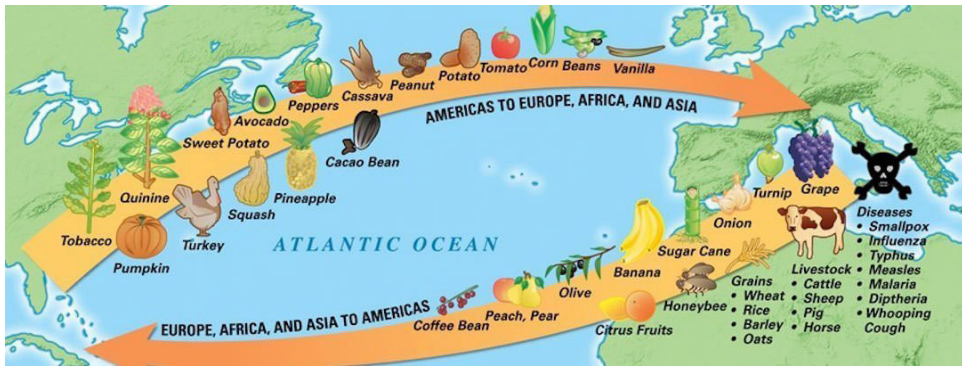 Tobacco
Quinine
Pumpkin
Turkey
Sweet Potato
Avocado
Squash
Peppers
Pineapple
Cassava
Cacao Bean
Peanut
Potato
Tomato
Corn
Beans
Vanilla
AMERICAS TO EUROPE, AFRICA, AND ASIA
ATLANTIC OCEAN
EUROPE, AFRICA, AND ASIA TO AMERICAS
Coffee Bean
Peach, Pear
Olive
Citrus Fruits
Banana
Sugar Cane
Honeybee
Onion
Turnip
Grape
Grains
• Wheat
• Rice
• Barley
• Oats
Livestock
• Cattle
• Sheep
• Pig
• Horse
Diseases
• Smallpox
• Influenza
• Typhus
• Measles
• Malaria
• Diptheria
• Whooping
Cough